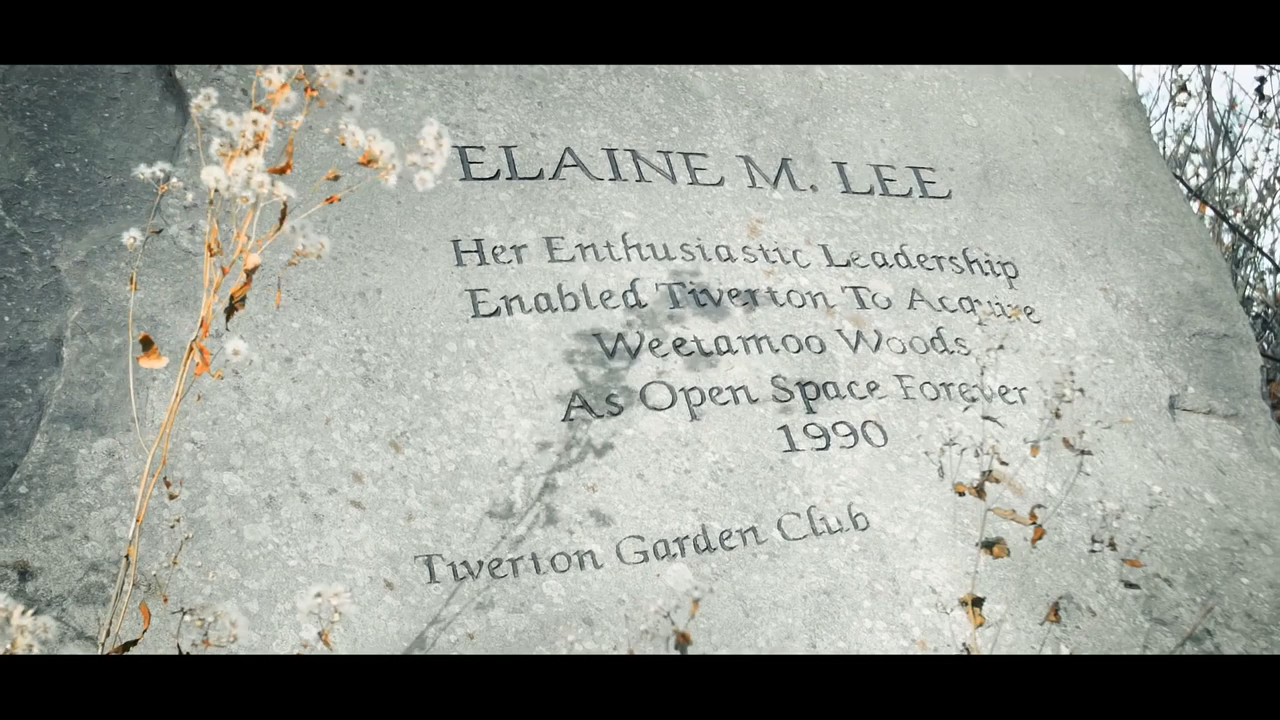 ELAINE M. LEE
Her Enthusiastic Leadership
Enabled Tiverton To Acquire
Weetamoo Woods
As Open Space Forever
1990
Tiverton Garden Club